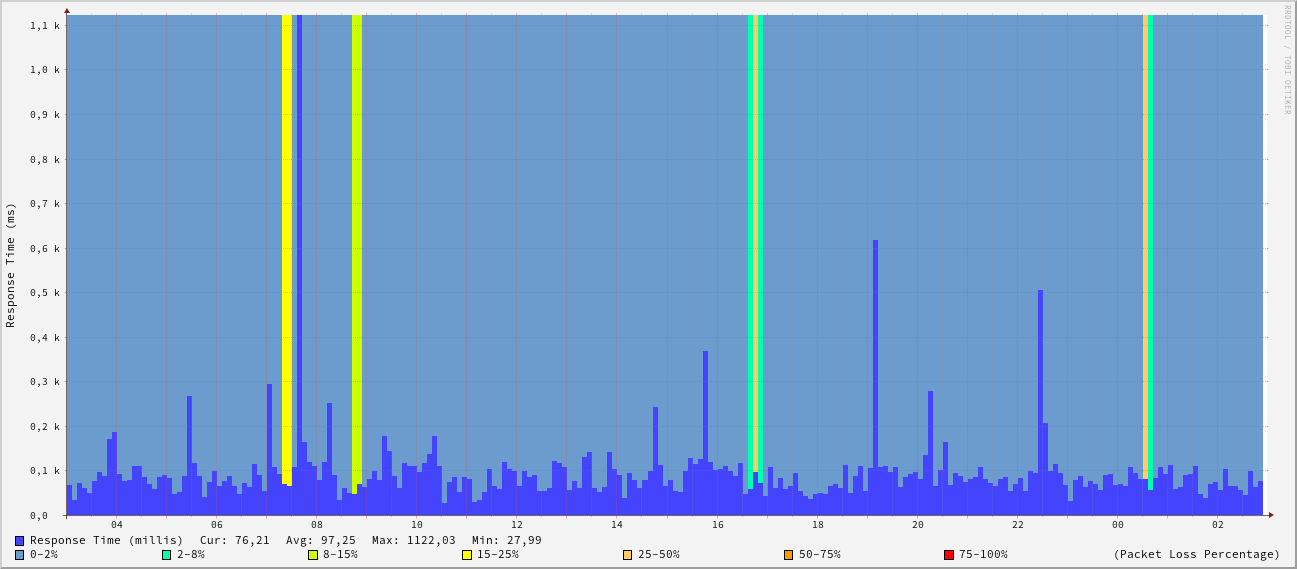 RRDTOOL / TOBI OETIKER
Response Time (ms)
1,1 k
1,0 k
0,9 k
0,8 k
0,7 k
0,6 k
0,5 k
0,4 k
0,3 k
0,2 k
0,1 k
0,0
04 06 08 10 12 14 16 18 20 22 00 02
Response Time (millis) Cur: 76,21 Avg: 97,25 Max: 1122,03 Min: 27,99
0-2% 2-8% 8-15% 15-25% 25-50% 50-75% 75-100% (Packet Loss Percentage)